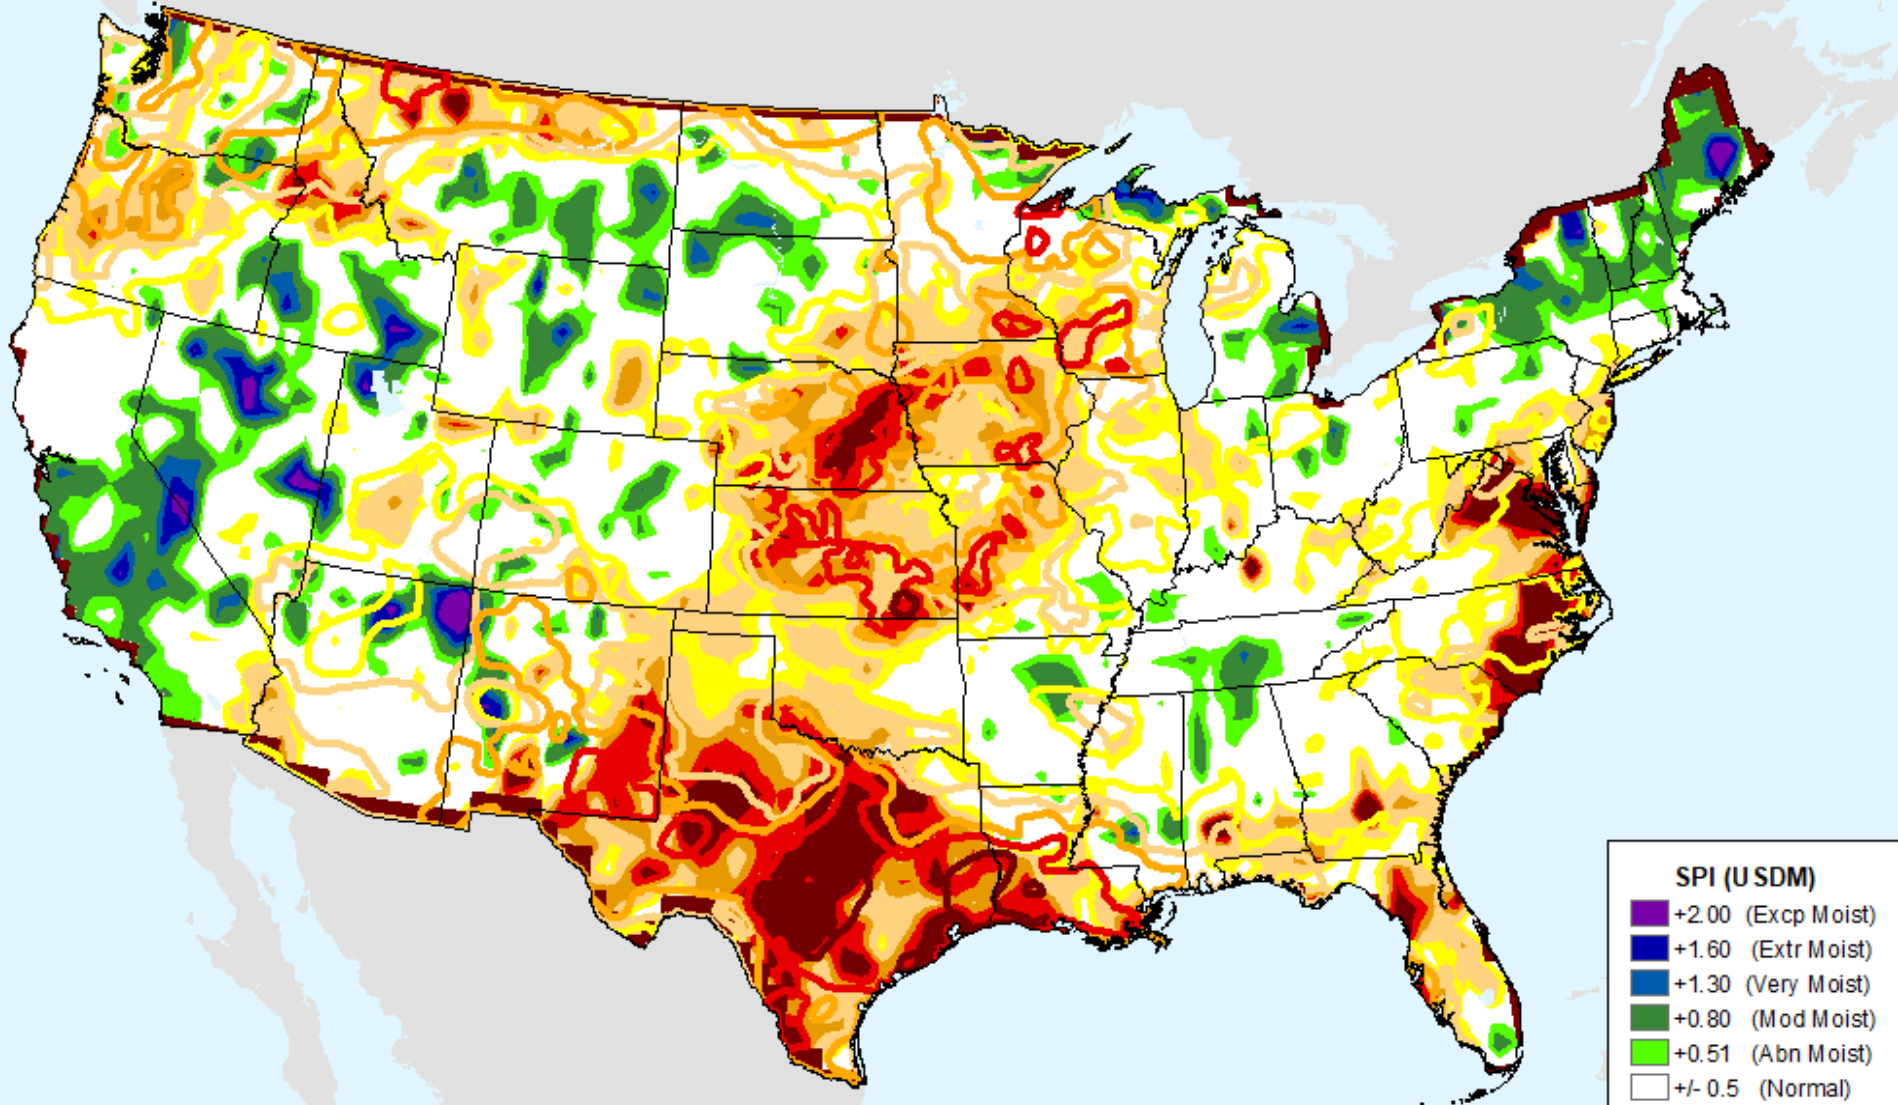 SPI (USDM)
+2.00 (Excp Moist)
+1.60 (Extr Moist)
+1.30 (Very Moist)
+0.80 (Mod Moist)
+0.51 (Abn Moist)
+/- 0.5 (Normal)